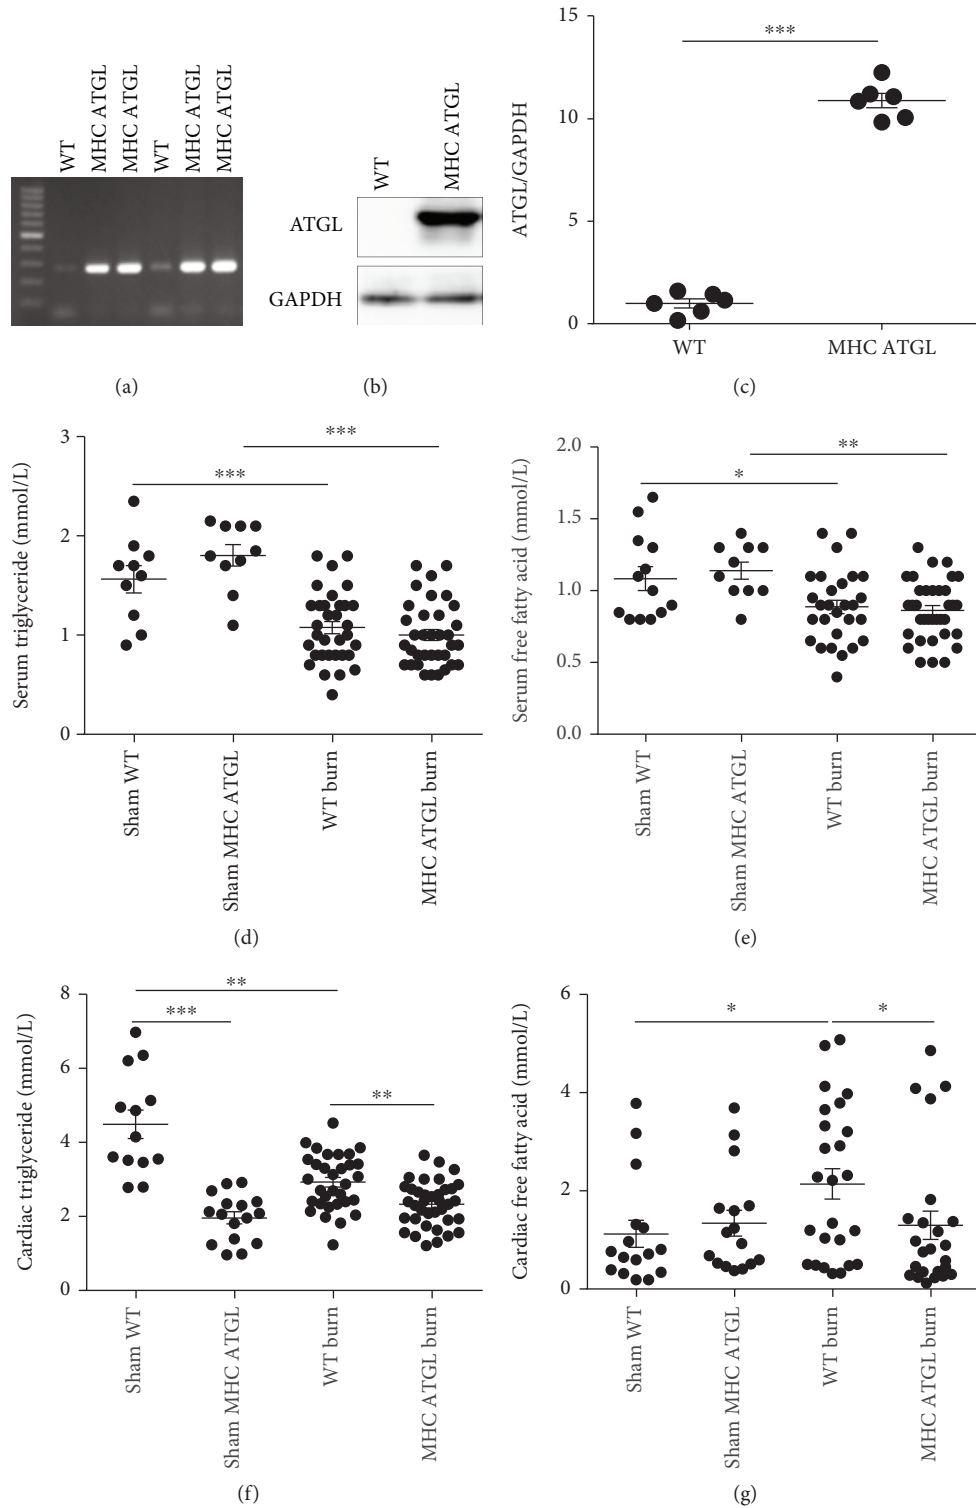 WT
MHC ATGL
MHC ATGL
WT
MHC ATGL
MHC ATGL
(a)
WT
MHC ATGL
ATGL
GAPDH
(b)
ATGL/GAPDH
15
10
5
0
***
WT
MHC ATGL
(c)
Serum triglyceride (mmol/L)
3
2
1
0
***
***
Sham WT
Sham MHC ATGL
WT burn
MHC ATGL burn
(d)
Serum free fatty acid (mmol/L)
2.0
1.5
1.0
0.5
0.0
**
*
Sham WT
Sham MHC ATGL
WT burn
MHC ATGL burn
(e)
Cardiac triglyceride (mmol/L)
8
6
4
2
0
**
***
**
Sham WT
Sham MHC ATGL
WT burn
MHC ATGL burn
(f)
Cardiac free fatty acid (mmol/L)
6
4
2
0
*
*
Sham WT
Sham MHC ATGL
WT burn
MHC ATGL burn
(g)